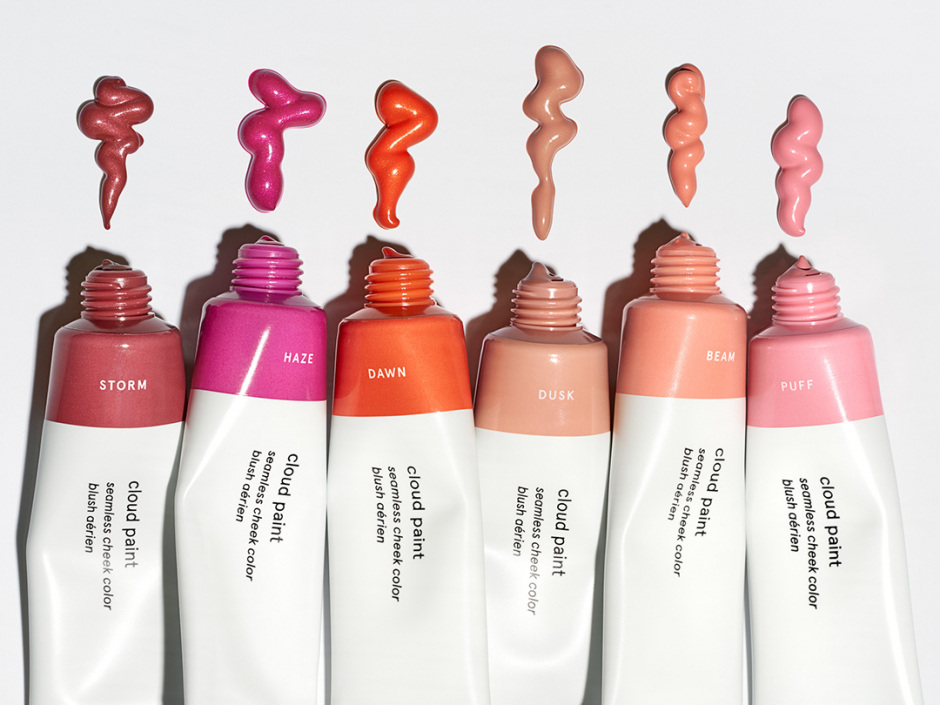 STORM
cloud paint
seamless cheek color
blush aérien
HAZE
cloud paint
seamless cheek color
blush aérien
DAWN
cloud paint
seamless cheek color
blush aérien
DUSK
cloud paint
seamless cheek color
blush aérien
BEAM
cloud paint
seamless cheek color
blush aérien
PUFF
cloud paint
seamless cheek color
blush aérien